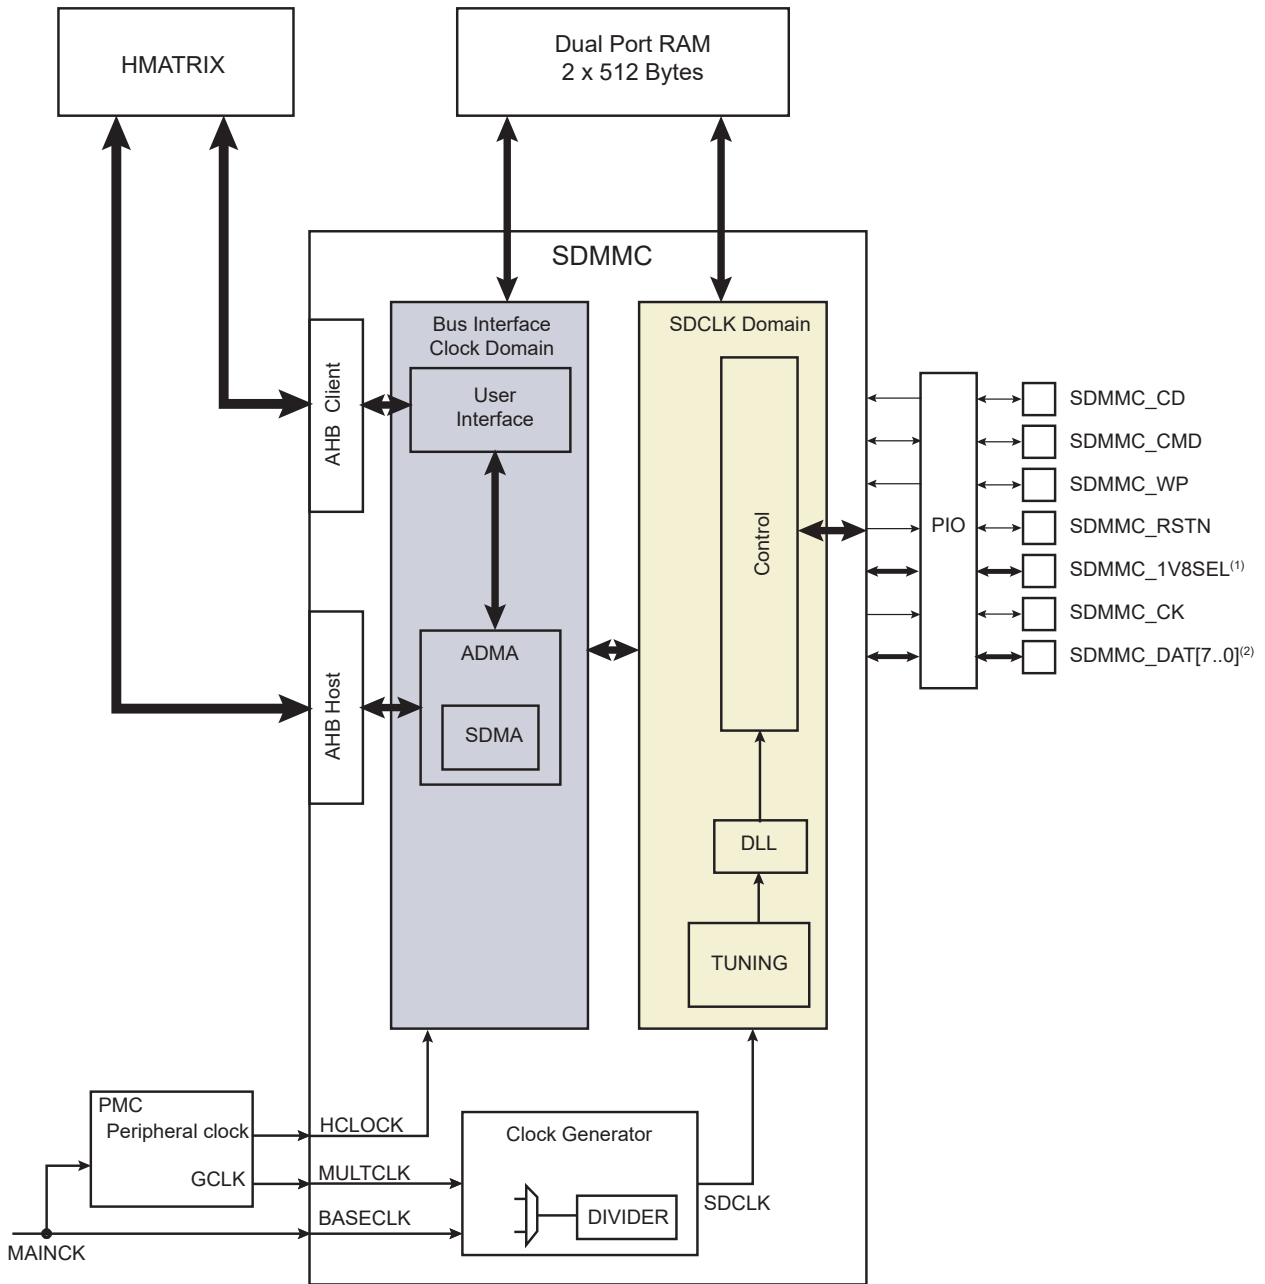 HMATRIX
Dual Port RAM
2 x 512 Bytes
SDMMC
Bus Interface
Clock Domain
SDCLK Domain
AHB Client
User
Interface
Control
PIO
SDMMC_CD
SDMMC_CMD
SDMMC_WP
SDMMC_RSTN
SDMMC_1V8SEL(1)
SDMMC_CK
SDMMC_DAT[7..0](2)
AHB Host
ADMA
SDMA
DLL
TUNING
PMC
Peripheral clock
GCLK
HCLOCK
MULTCLK
BASECLK
Clock Generator
DIVIDER
SDCLK
MAINCK